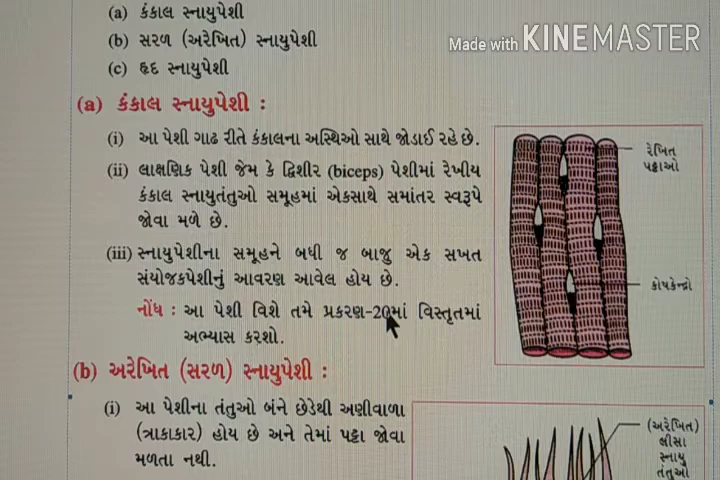 (a) કંકાલ સ્નાયુપેશી
(b) સરળ (અરેખિત) સ્નાયુપેશી
(c) હૃદ સ્નાયુપેશી
Made with KINEMASTER
(a) કંકાલ સ્નાયુપેશી :
(i) આ પેશી ગાઢ રીતે કંકાલના અસ્થિઓ સાથે જોડાઈ રહે છે.
(ii) લાક્ષણિક પેશી જેમ કે દ્વિશીર (biceps) પેશીમાં રેખીય
કંકાલ સ્નાયુતંતુઓ સમૂહમાં એકસાથે સમાંતર સ્વરૂપે
જોવા મળે છે.
(iii) સ્નાયુપેશીના સમૂહને બધી જ બાજુ એક સખત
સંયોજકપેશીનું આવરણ આવેલ હોય છે.
નોંધ : આ પેશી વિશે તમે પ્રકરણ-20માં વિસ્તૃતમાં
અભ્યાસ કરશો.
રેખિત
પટ્ટાઓ
કોષકેન્દ્રો
(b) અરેખિત (સરળ) સ્નાયુપેશી :
(i) આ પેશીના તંતુઓ બંને છેડેથી અણીવાળા
(ત્રાકાકાર) હોય છે અને તેમાં પટ્ટા જોવા
મળતા નથી.
(અરેખિત)
લીસા
સ્નાયુ
તંતુઓ